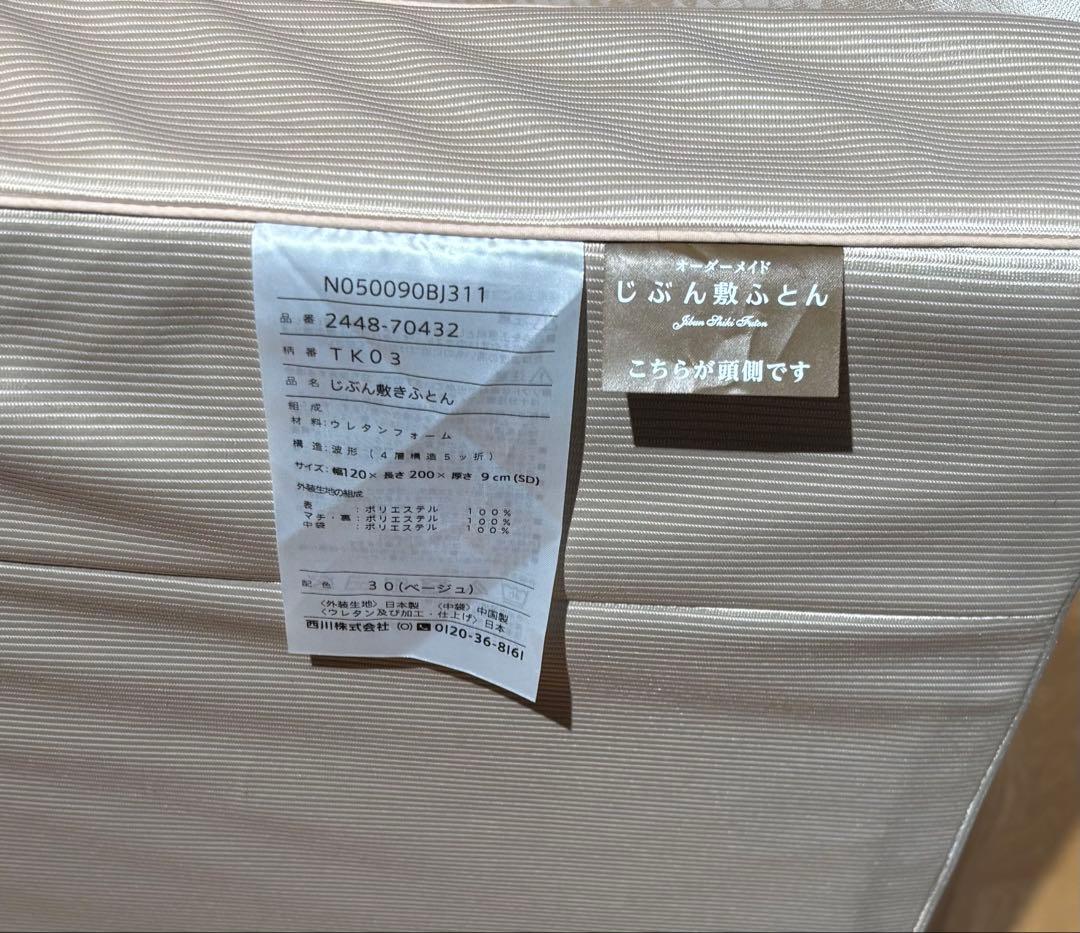 N050090BJ311
品番 2448-70432
柄番 TK03
品名 じぶん敷きふとん
組成
材料：ウレタンフォーム
構造：波形（4層構造5ッ折）
サイズ：幅120×長さ200×厚さ 9cm(SD)
外装生地の組成
表 ：ポリエステル 100%
マチ・裏：ポリエステル 100%
中袋 ：ポリエステル 100%
配色 30(ベージュ)
〈外装生地〉日本製 〈中袋〉中国製
〈ウレタン及び加工・仕上げ〉日本
西川株式会社 (O) ☎ 0120-36-8161
オーダーメイド
じぶん敷ふとん
Jibun Shiki Futon
こちらが頭側です